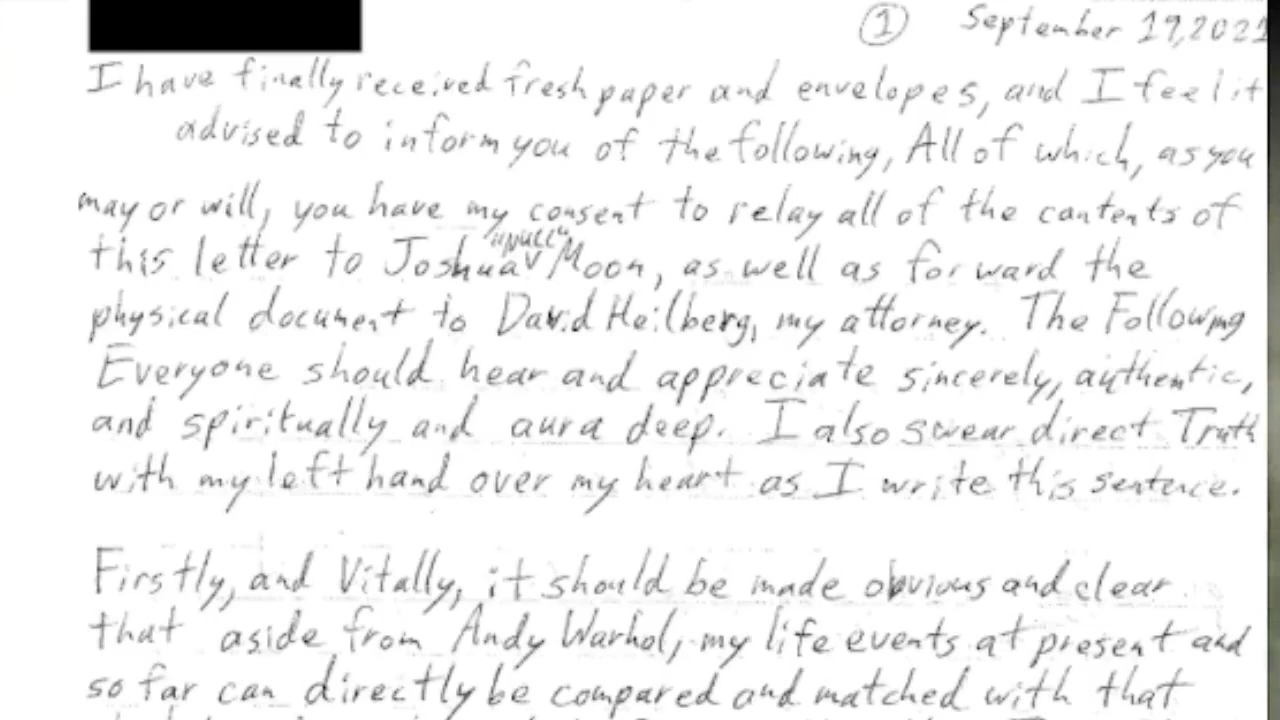 ① September 19, 2021
I have finally received fresh paper and envelopes, and I feel it
advised to inform you of the following, All of which, as you
may or will, you have my consent to relay all of the contents of
"NULL"
this letter to Joshua Moon, as well as forward the
physical document to David Heilberg, my attorney. The Following
Everyone should hear and appreciate sincerely, authentic,
and spiritually and aura deep. I also swear direct Truth
with my left hand over my heart as I write this sentence.
Firstly, and Vitally, it should be made obvious and clear
that aside from Andy Warhol, my life events at present and
so far can directly be compared and matched with that